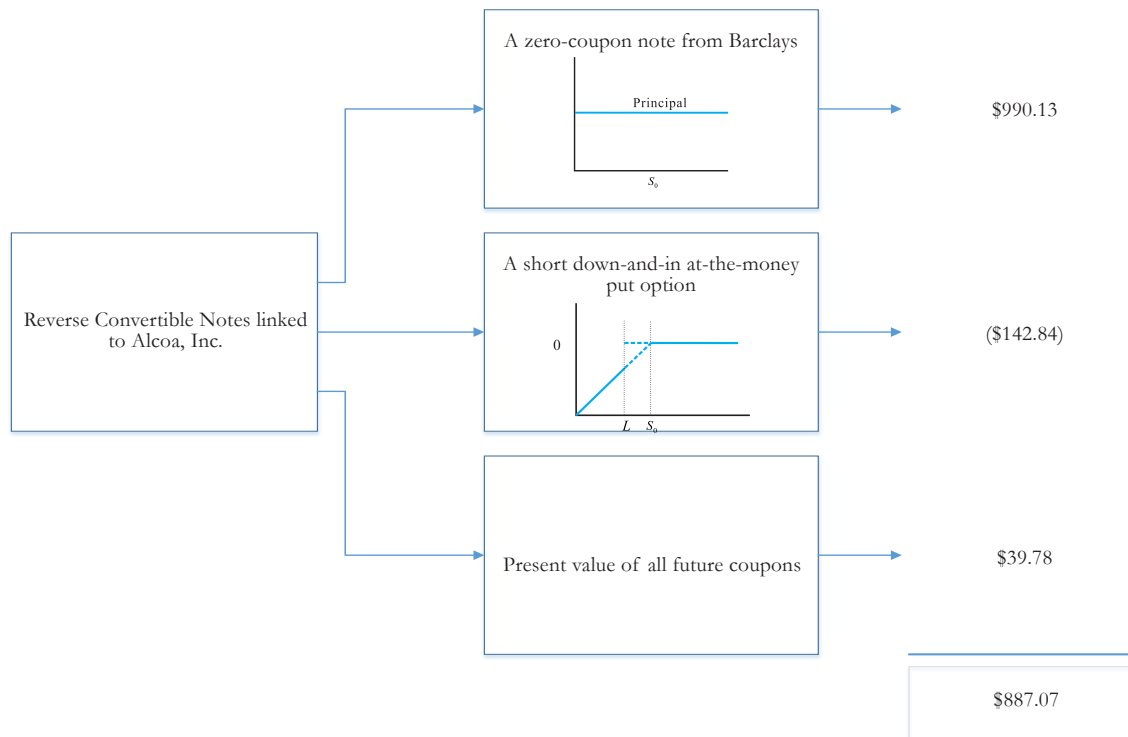 A zero-coupon note from Barclays
Principal
S₀
$990.13
Reverse Convertible Notes linked
to Alcoa, Inc.
A short down-and-in at-the-money
put option
0
L S₀
($142.84)
Present value of all future coupons
$39.78
$887.07